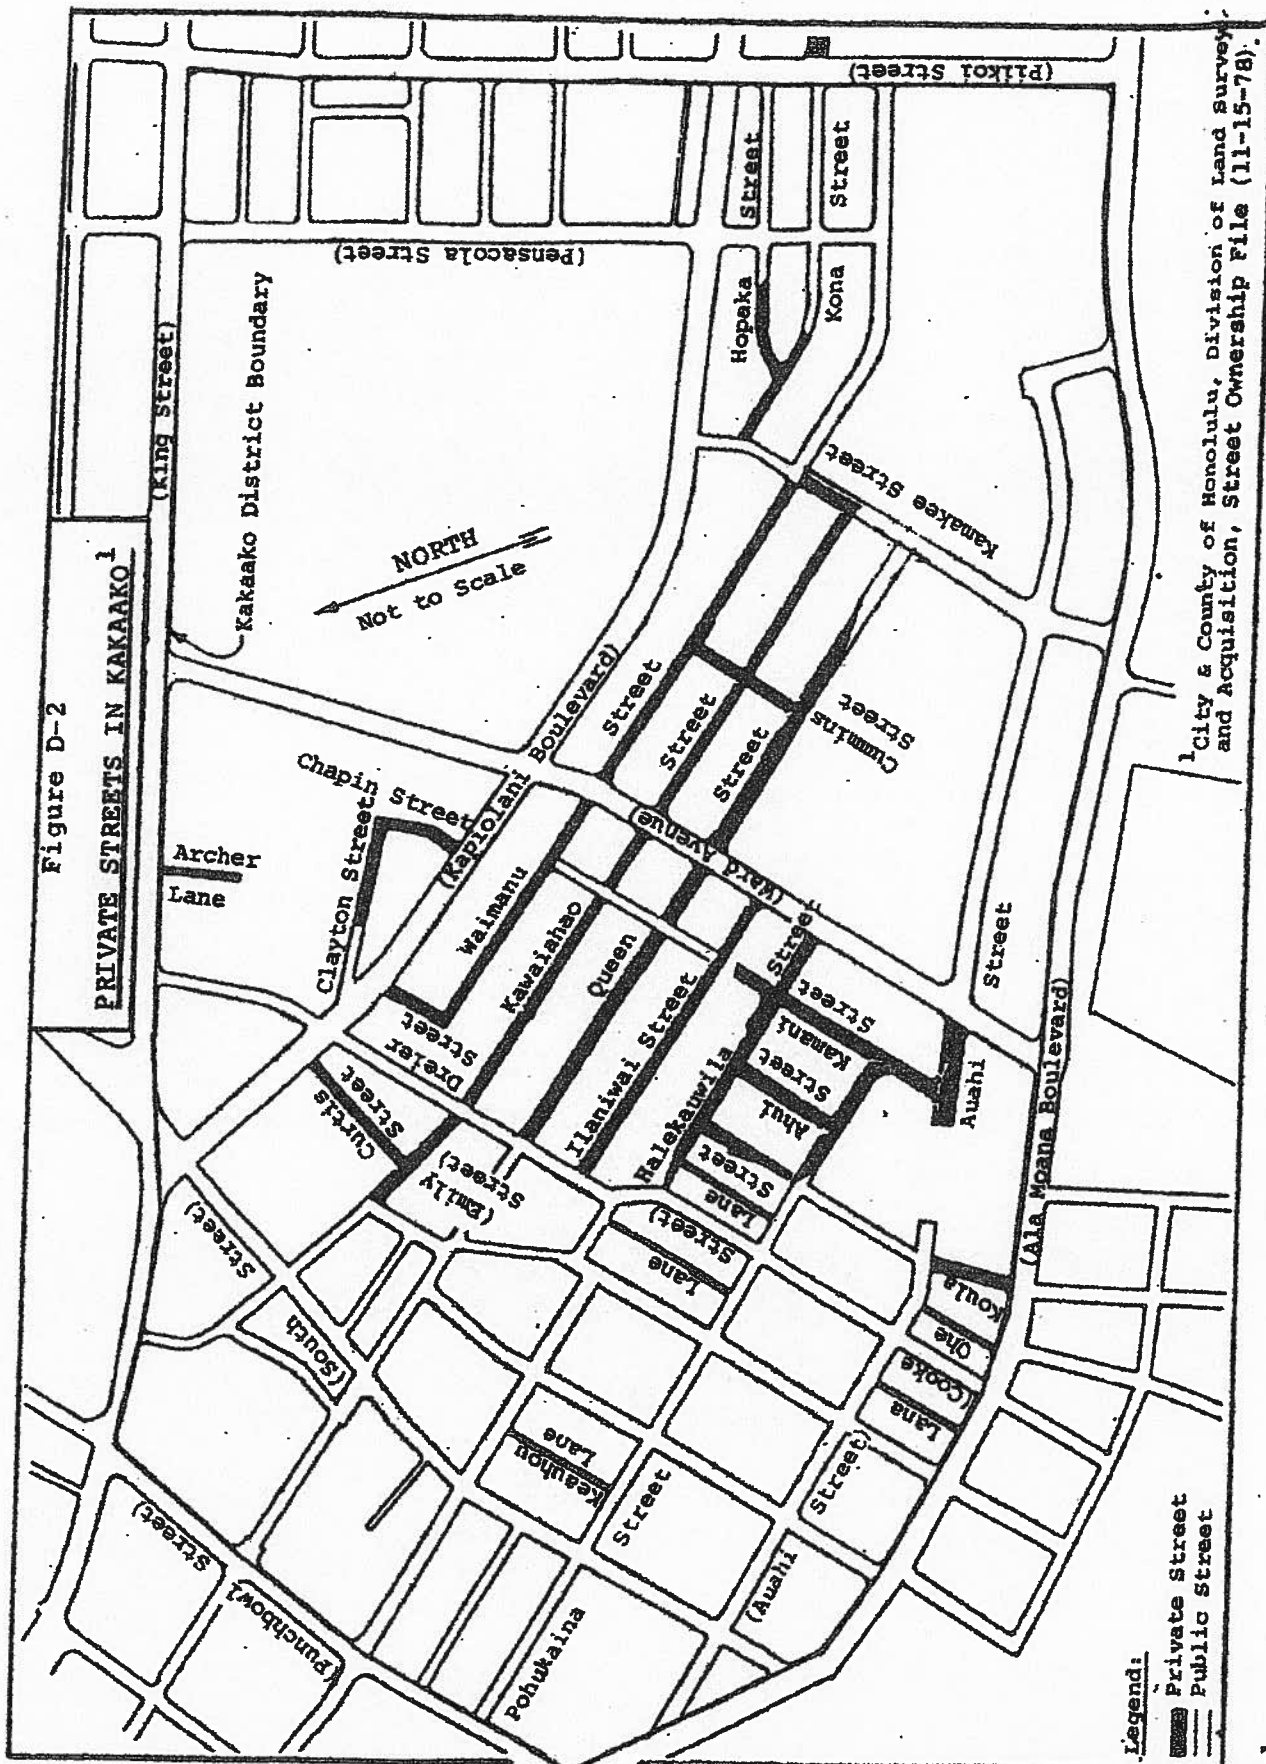 Figure D-2
PRIVATE STREETS IN KAKAAKO1
(King Street)
Kakaako District Boundary
NORTH
Not to Scale
(Piikoi Street)
(Pensacola Street)
Hopaka
Street
Kona
Street
Kamakee Street
Archer
Lane
Clayton Street
Chapin Street
(Kapiolani Boulevard)
Waimanu
Street
Kawaiahao
Street
Queen
Street
(Ward Avenue)
Cummins
Street
Ilaniwai Street
Halekauwila
Street
Dreier
Street
Curtis
Street
(Emily
Street)
Kamani
Street
Ahui
Street
Lane
Street)
Lane
Auahi
Street
(Ala Moana Boulevard)
Koula
Ohe
(Cooke
Lana
Street)
(South
Street)
(Punchbowl
Street)
Keauhou
Lane
Pohukaina
Street
(Auahi
Street)
Legend:
Private Street
Public Street
1City & County of Honolulu, Division of Land Survey
and Acquisition, Street Ownership File (11-15-78).